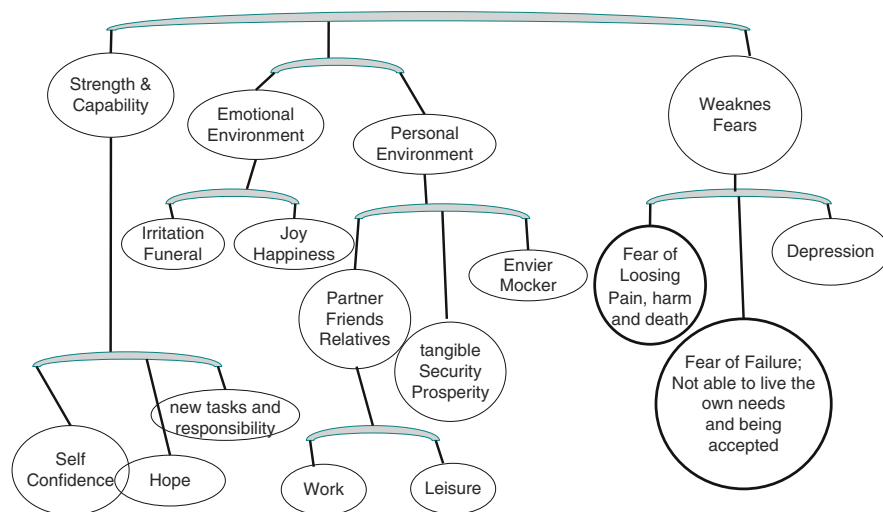 Strength &
Capability
Emotional
Environment
Personal
Environment
Weaknes
Fears
Irritation
Funeral
Joy
Happiness
Partner
Friends
Relatives
tangible
Security
Prosperity
Envier
Mocker
Fear of
Loosing
Pain, harm
and death
Depression
Fear of Failure;
Not able to live the
own needs
and being
accepted
new tasks and
responsibility
Self
Confidence
Hope
Work
Leisure